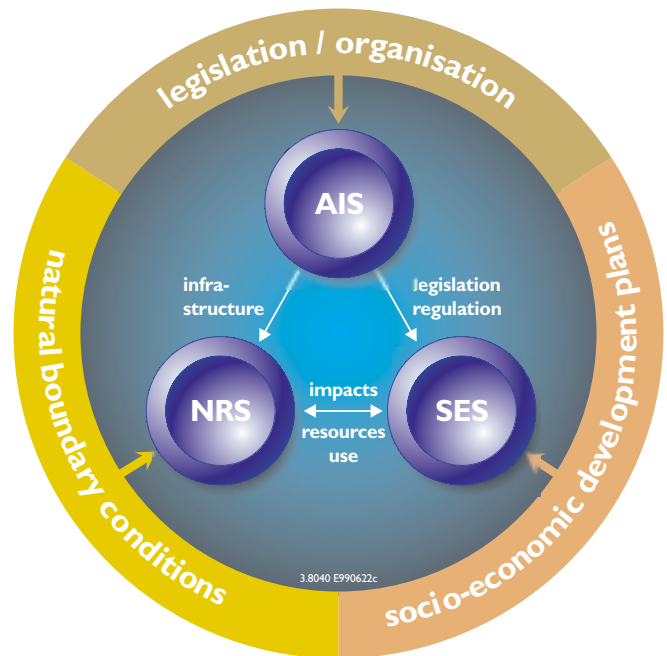 legislation / organisation
AIS
infra-
structure
legislation
regulation
natural boundary conditions
socio-economic development plans
NRS
impacts
resources
use
SES
3.8040 E990622c